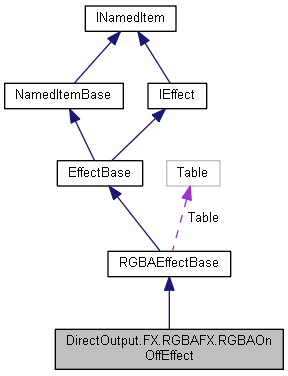 INamedItem
NamedItemBase
IEffect
EffectBase
Table
Table
RGBAEffectBase
DirectOutput.FX.RGBAFX.RGBAOn
OffEffect